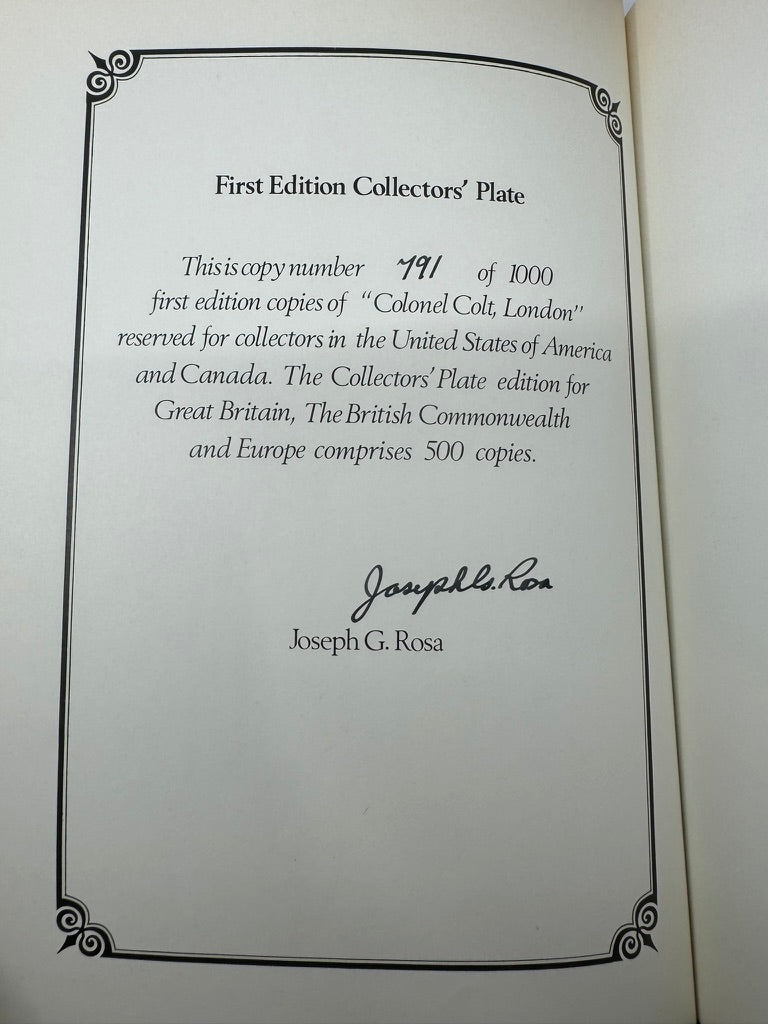 First Edition Collectors' Plate
This is copy number 791 of 1000
first edition copies of "Colonel Colt, London"
reserved for collectors in the United States of America
and Canada. The Collectors' Plate edition for
Great Britain, The British Commonwealth
and Europe comprises 500 copies.
Joseph G. Rosa
Joseph G. Rosa